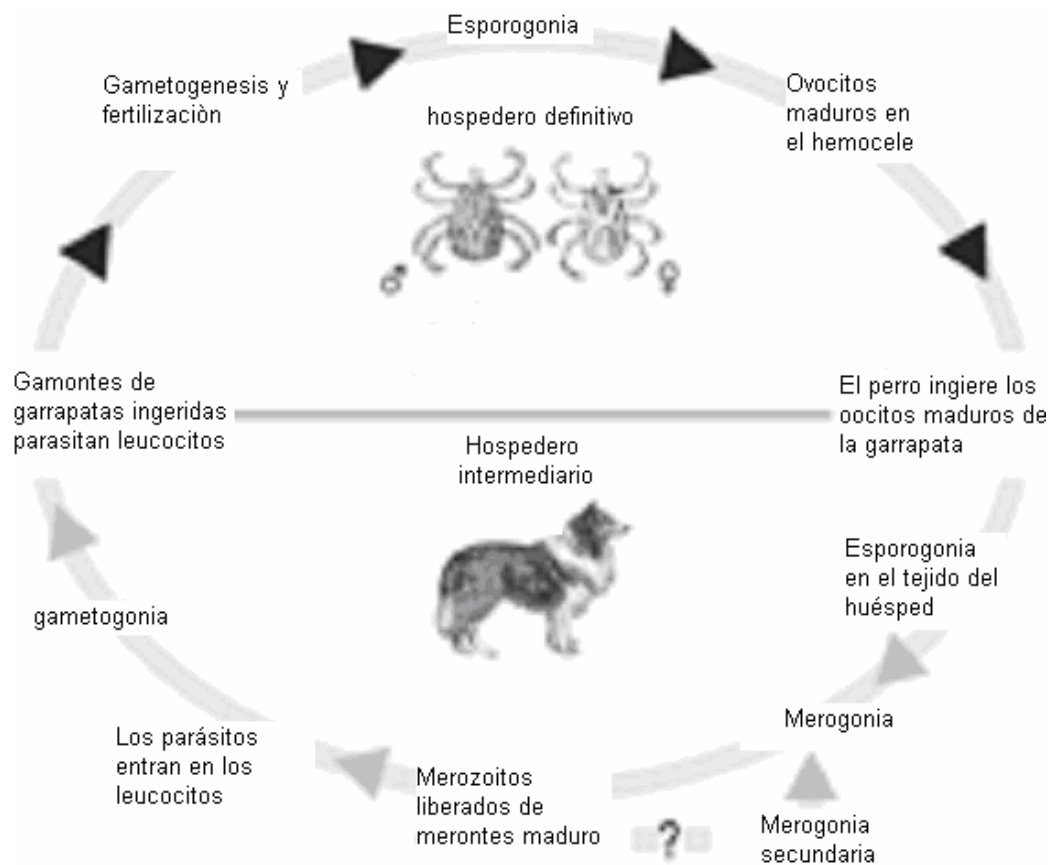 Esporogonia
Gametogenesis y
fertilizaciòn
Ovocitos
maduros en
el hemocele
hospedero definitivo
♂
♀
Gamontes de
garrapatas ingeridas
parasitan leucocitos
El perro ingiere los
oocitos maduros de
la garrapata
Hospedero
intermediario
Esporogonia
en el tejido del
huésped
gametogonia
Merogonia
Los parásitos
entran en los
leucocitos
Merozoitos
liberados de
merontes maduro
?
Merogonia
secundaria